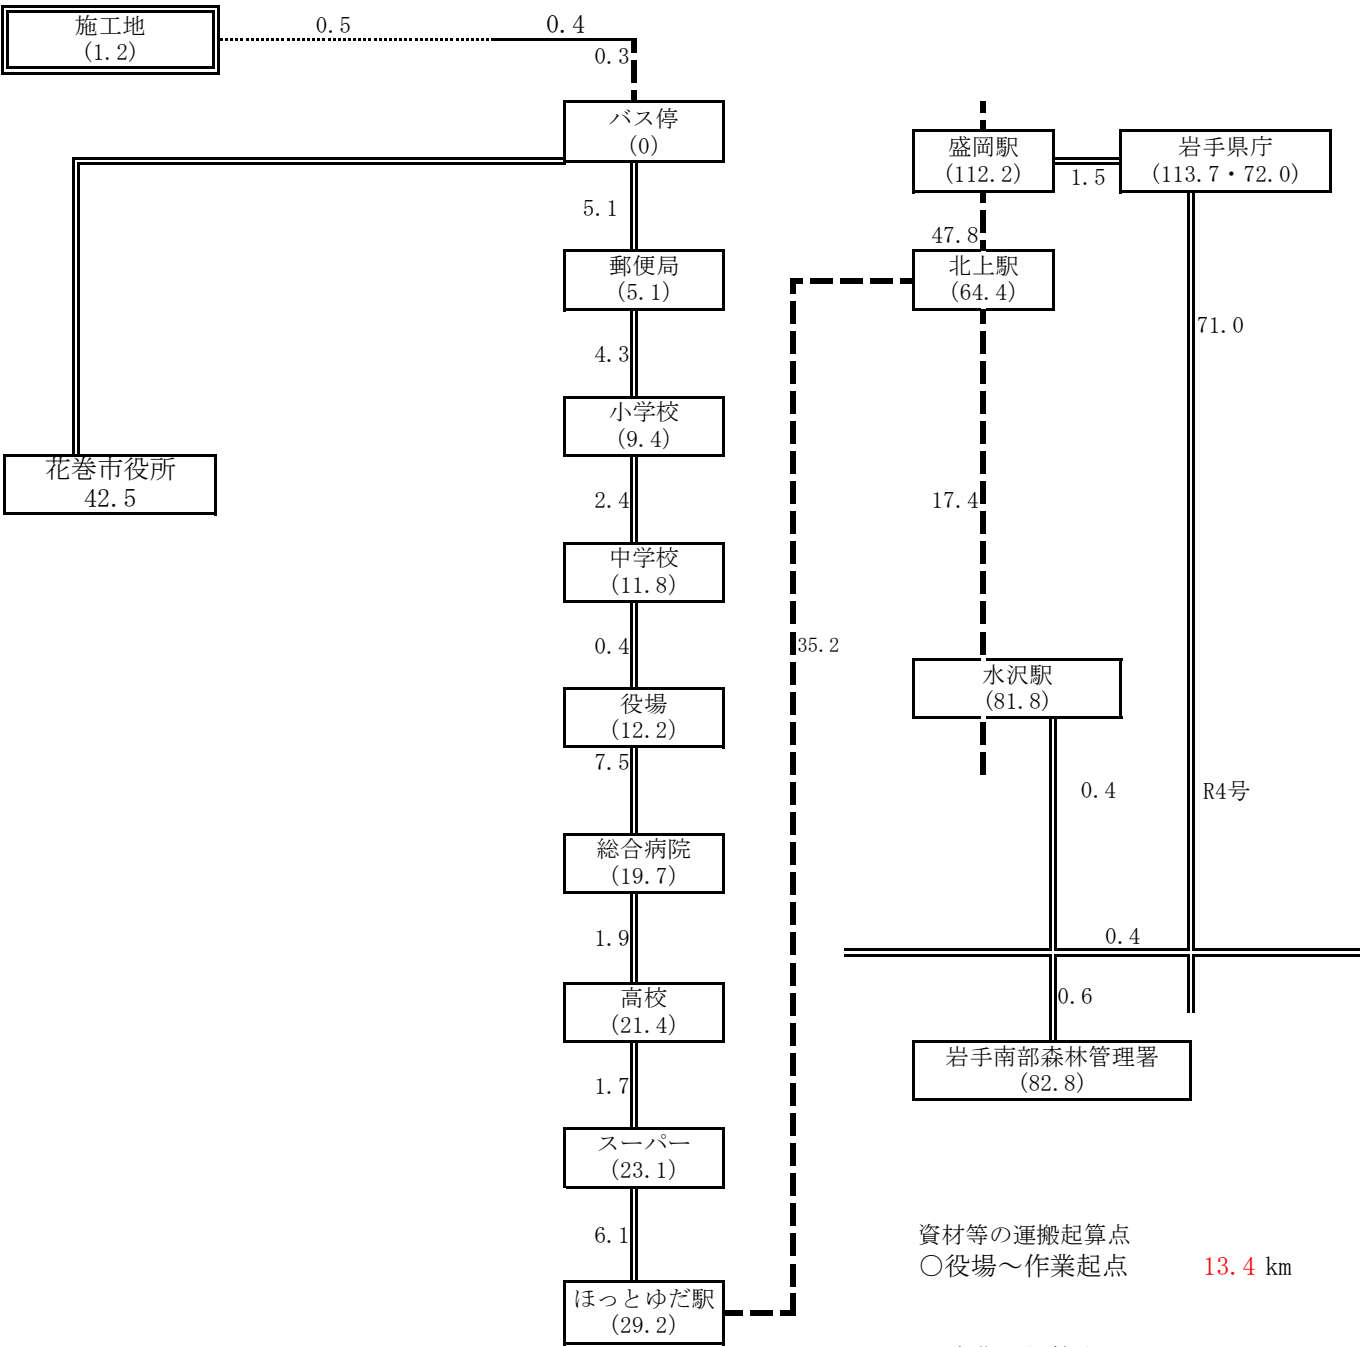 施工地
(1.2)
0.5
0.4
0.3
バス停
(0)
5.1
郵便局
(5.1)
4.3
小学校
(9.4)
2.4
中学校
(11.8)
0.4
役場
(12.2)
7.5
総合病院
(19.7)
1.9
高校
(21.4)
1.7
スーパー
(23.1)
6.1
ほっとゆだ駅
(29.2)
花巻市役所
42.5
35.2
盛岡駅
(112.2)
1.5
岩手県庁
(113.7・72.0)
47.8
北上駅
(64.4)
71.0
17.4
水沢駅
(81.8)
0.4
R4号
0.4
0.6
岩手南部森林管理署
(82.8)
資材等の運搬起算点
○役場～作業起点 13.4 km